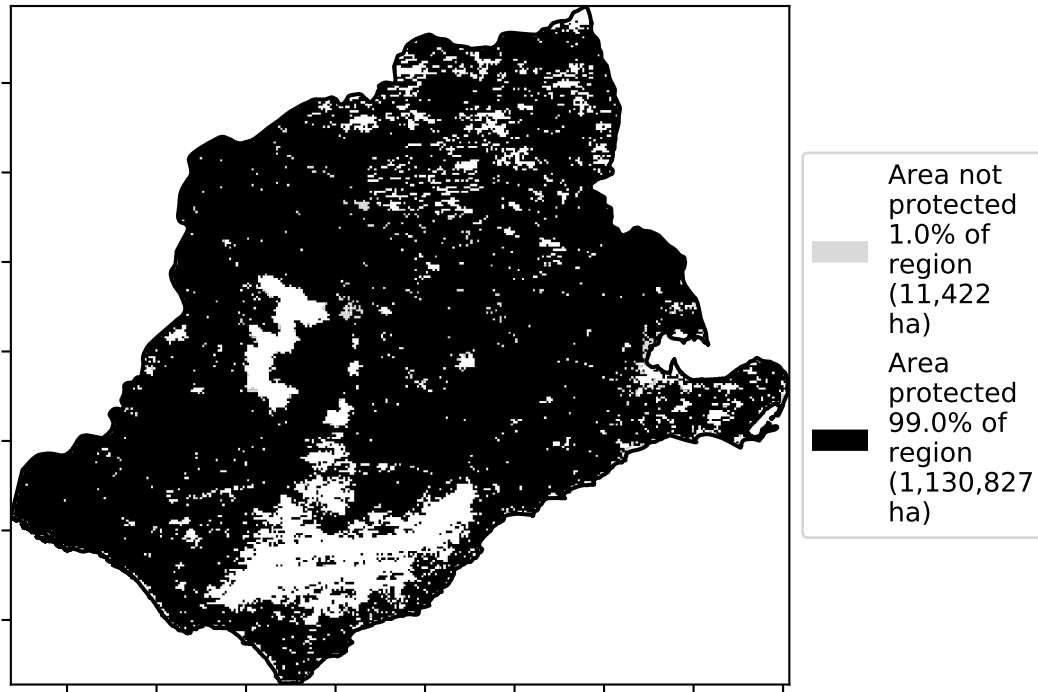 Area not
protected
1.0% of
region
(11,422
ha)
Area
protected
99.0% of
region
(1,130,827
ha)